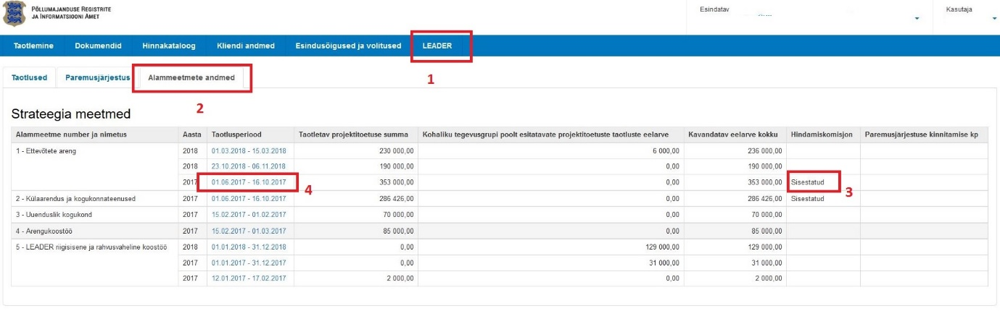 PÕLLUMAJANDUSE REGISTRITE
JA INFORMATSIOONI AMET
Esindatav
Kasutaja
Taotlemine Dokumendid Hinnakataloog Kliendi andmed Esindusõigused ja volitused LEADER
1
Taotlused Paremusjärjestus Alammeetmete andmed
2
Strateegia meetmed
Alammeetme number ja nimetus Aasta Taotlusperiood Taotletav projektitoetuse summa Kohaliku tegevusgrupi poolt esitatavate projektitoetuste taotluste eelarve Kavandatav eelarve kokku Hindamiskomisjon Paremusjärjestuse kinnitamise kp
1 - Ettevõtete areng 2018 01.03.2018 - 15.03.2018 230 000,00 6 000,00 236 000,00
2018 23.10.2018 - 06.11.2018 190 000,00 0,00 190 000,00
2017 01.06.2017 - 16.10.2017 4 353 000,00 0,00 353 000,00 Sisestatud 3
2 - Külaarendus ja kogukonnateenused 2017 01.06.2017 - 16.10.2017 286 426,00 0,00 286 426,00 Sisestatud
3 - Uuenduslik kogukond 2017 15.02.2017 - 01.02.2017 70 000,00 0,00 70 000,00
4 - Arengukoostöö 2017 15.02.2017 - 01.03.2017 85 000,00 0,00 85 000,00
5 - LEADER riigisisene ja rahvusvaheline koostöö 2018 01.01.2018 - 31.12.2018 0,00 129 000,00 129 000,00
2017 01.01.2017 - 31.12.2017 0,00 31 000,00 31 000,00
2017 12.01.2017 - 17.02.2017 2 000,00 0,00 2 000,00